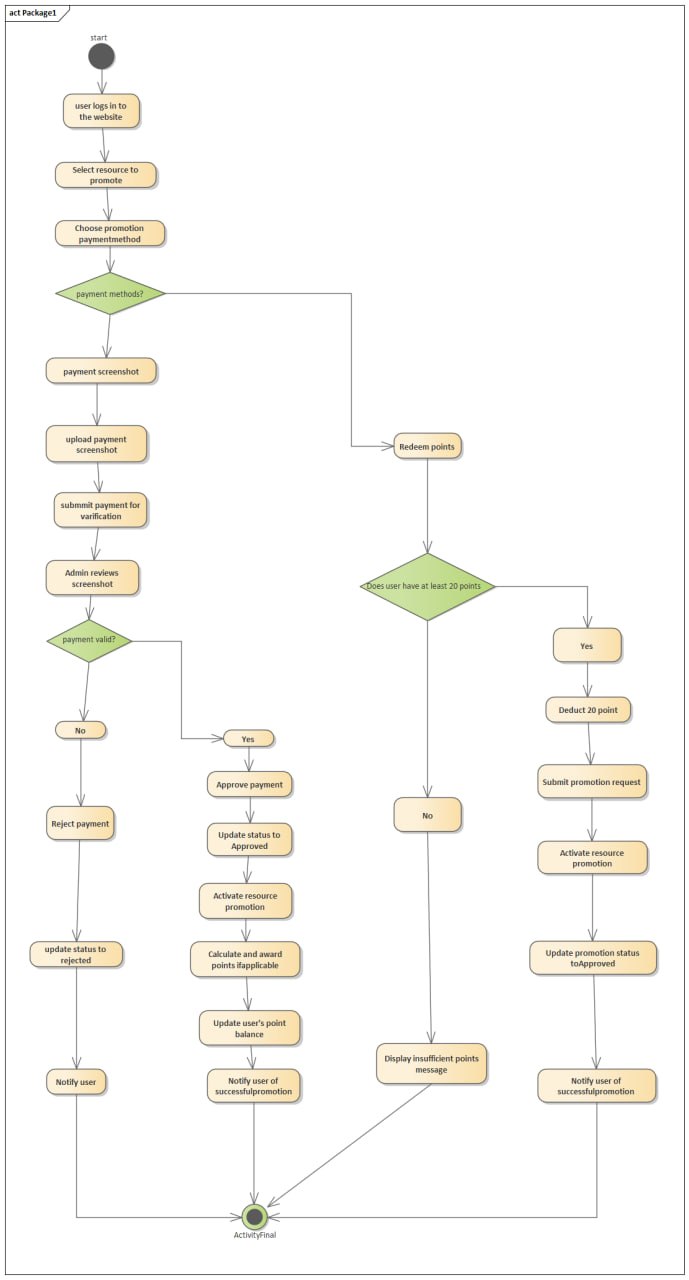 act Package1
start
user logs in to
the website
Select resource to
promote
Choose promotion
paymentmethod
payment methods?
payment screenshot
upload payment
screenshot
submmit payment for
varification
Admin reviews
screenshot
payment valid?
No
Reject payment
update status to
rejected
Notify user
Yes
Approve payment
Update status to
Approved
Activate resource
promotion
Calculate and award
points ifapplicable
Update user's point
balance
Notify user of
successfulpromotion
Redeem points
Does user have at least 20 points
No
Display insufficient points
message
Yes
Deduct 20 point
Submit promotion request
Activate resource
promotion
Update promotion status
toApproved
Notify user of
successfulpromotion
ActivityFinal